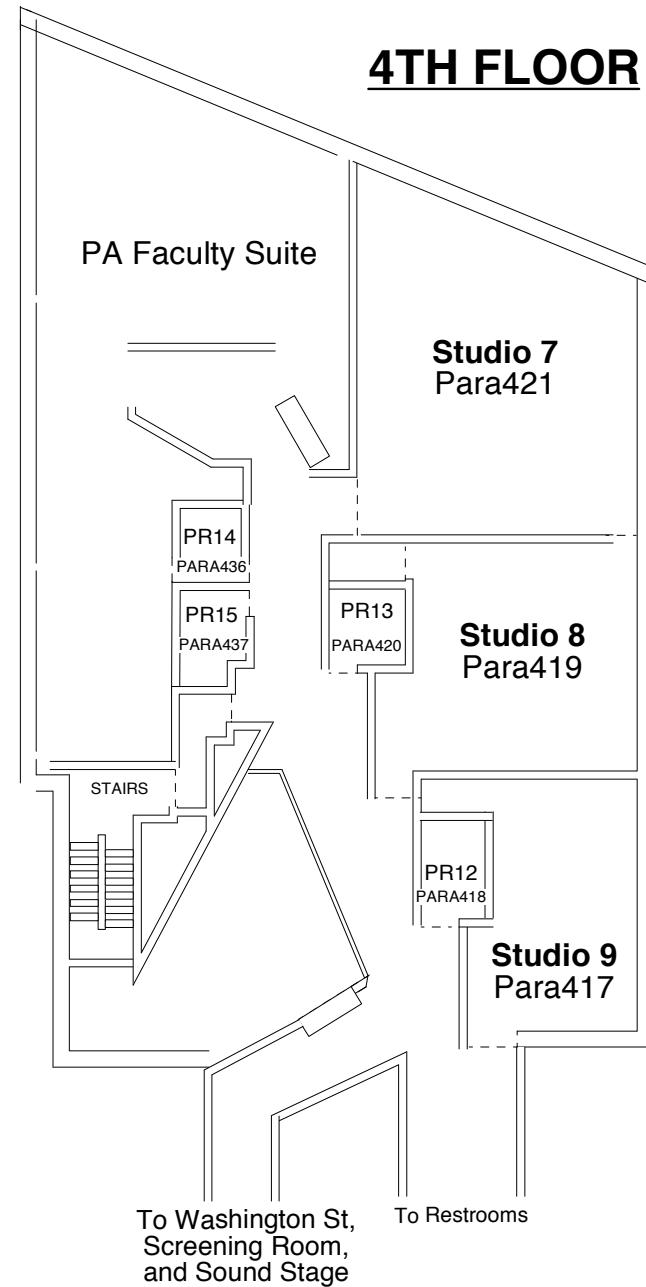 4TH FLOOR
PA Faculty Suite
Studio 7
Para421
PR14
PARA436
PR15
PARA437
PR13
PARA420
Studio 8
Para419
STAIRS
PR12
PARA418
Studio 9
Para417
To Washington St,
Screening Room,
and Sound Stage
To Restrooms